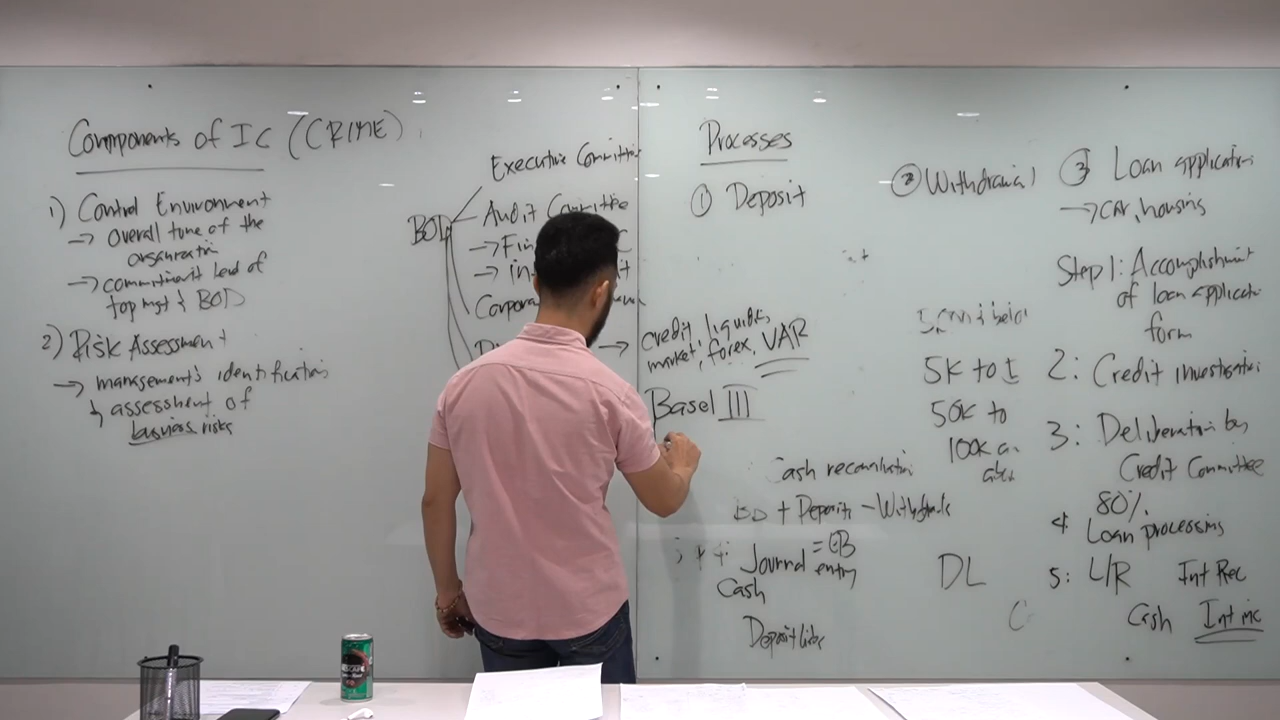 Components of IC (CRIME)
1) Control Environment
→ overall tone of the
organization
→ commitment level of
top mgt & BOD
2) Risk Assessment
→ management's identification
& assessment of
business risks
BOD
Executive Committee
Audit Committee
→ Fin
→ in
→ credit, liquidity,
market, forex, VAR
Basel III
Processes
① Deposit
Cash reconciliation
BD + Deposits - Withdrawals
= EB
Journal entry
Cash
Deposit liab
② Withdrawal
5K to
50K to
100K
DL
③ Loan application
→ car, housing
Step 1: Accomplishment
of loan application
form
2: Credit investigation
3: Deliberation by
Credit Committee
80%
4 Loan processing
5: L/R Int Rec
Cash Int inc